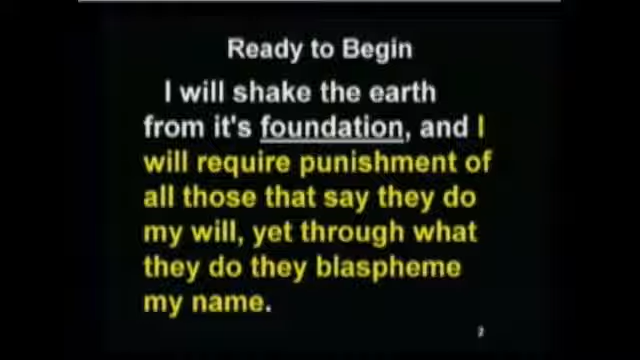 Ready to Begin
I will shake the earth
from it's foundation, and I
will require punishment of
all those that say they do
my will, yet through what
they do they blaspheme
my name.
2